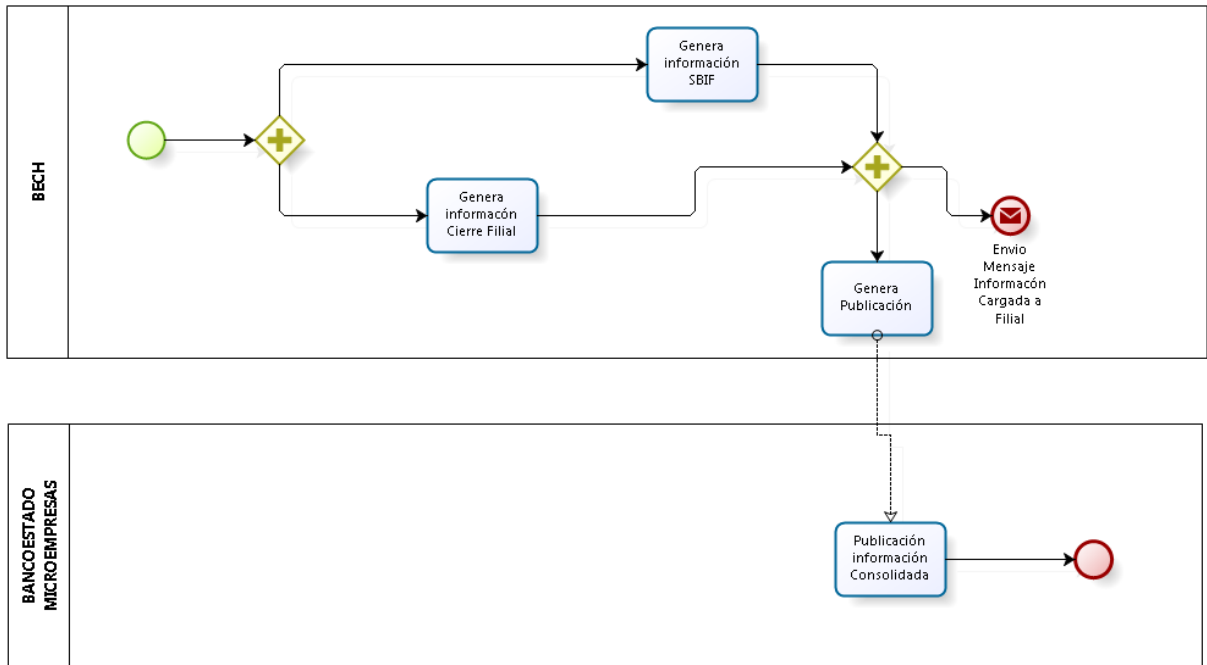 BECH
Genera
información
SBIF
Genera
informacón
Cierre Filial
Genera
Publicación
Envio
Mensaje
Informacón
Cargada a
Filial
BANCOESTADO
MICROEMPRESAS
Publicación
información
Consolidada